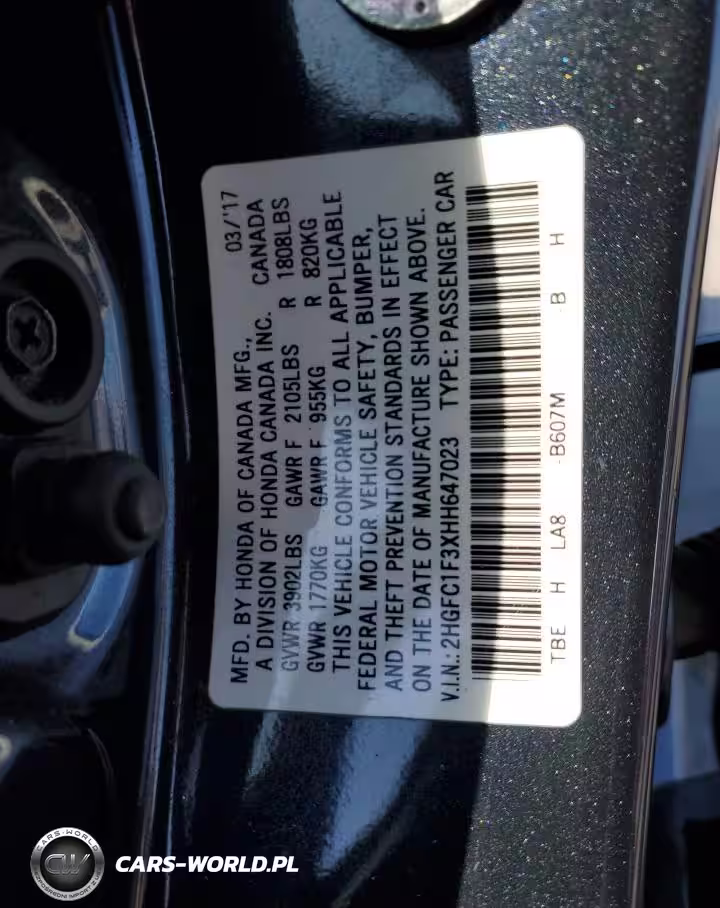 MFD. BY HONDA OF CANADA MFG., 03/'17
A DIVISION OF HONDA CANADA INC. CANADA
GVWR 3902LBS GAWR F 2105LBS R 1808LBS
GVWR 1770KG GAWR F 955KG R 820KG
THIS VEHICLE CONFORMS TO ALL APPLICABLE
FEDERAL MOTOR VEHICLE SAFETY, BUMPER,
AND THEFT PREVENTION STANDARDS IN EFFECT
ON THE DATE OF MANUFACTURE SHOWN ABOVE.
V.I.N.: 2HGFC1F3XHH647023 TYPE: PASSENGER CAR
TBE H LA8 -B607M -B H
CARS-WORLD
CW
CARS-WORLD.PL